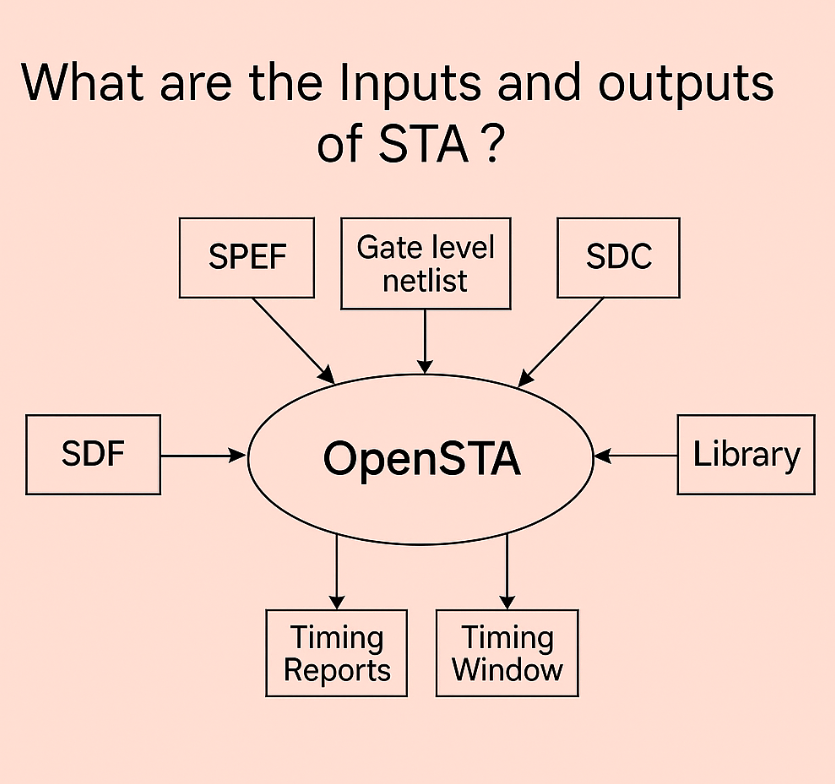 What are the Inputs and outputs
of STA ?
SPEF
Gate level
netlist
SDC
SDF
OpenSTA
Library
Timing
Reports
Timing
Window